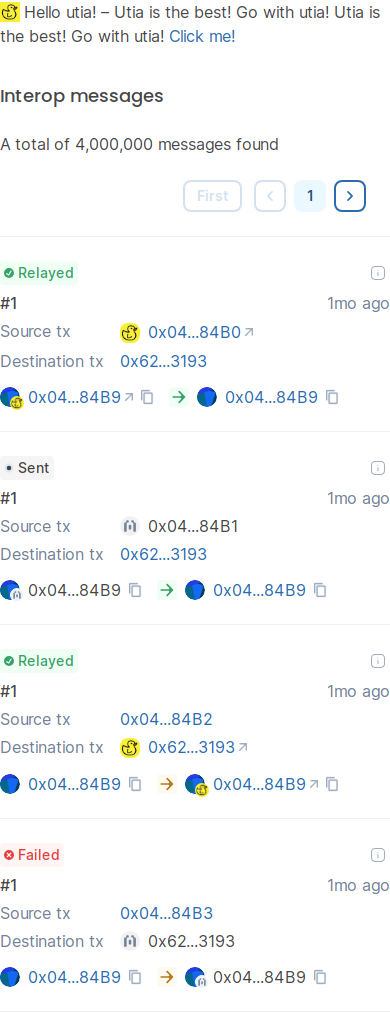 Hello utia! – Utia is the best! Go with utia! Utia is
the best! Go with utia! Click me!
Interop messages
A total of 4,000,000 messages found
First 1
Relayed
#1 1mo ago
Source tx 0x04...84B0
Destination tx 0x62...3193
0x04...84B9 0x04...84B9
Sent
#1 1mo ago
Source tx 0x04...84B1
Destination tx 0x62...3193
0x04...84B9 0x04...84B9
Relayed
#1 1mo ago
Source tx 0x04...84B2
Destination tx 0x62...3193
0x04...84B9 0x04...84B9
Failed
#1 1mo ago
Source tx 0x04...84B3
Destination tx 0x62...3193
0x04...84B9 0x04...84B9